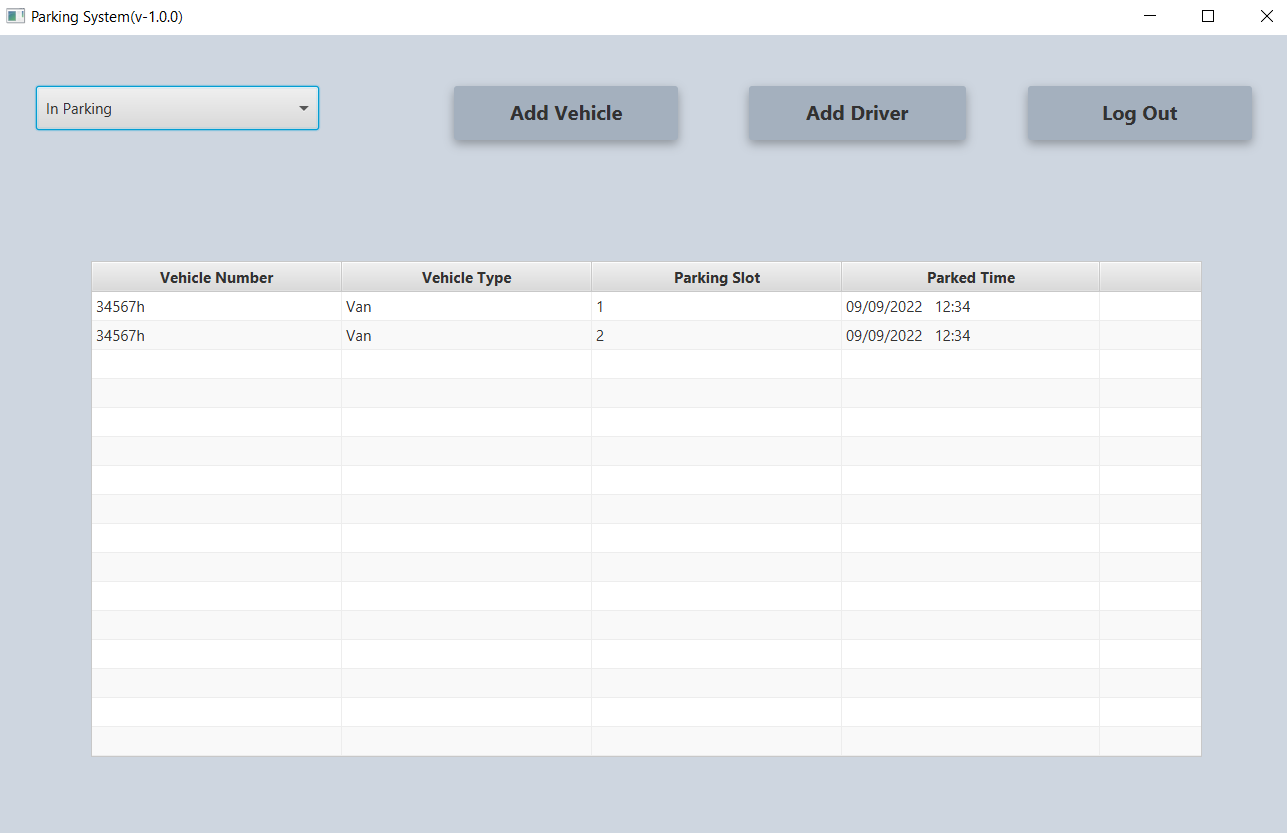 Parking System(v-1.0.0)
In Parking
Add Vehicle
Add Driver
Log Out
Vehicle Number Vehicle Type Parking Slot Parked Time
34567h Van 1 09/09/2022 12:34
34567h Van 2 09/09/2022 12:34